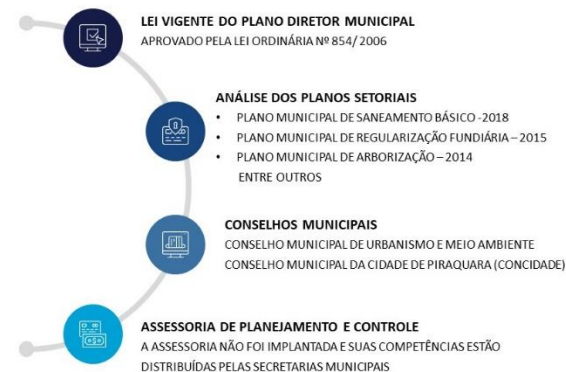 LEI VIGENTE DO PLANO DIRETOR MUNICIPAL
APROVADO PELA LEI ORDINÁRIA Nº 854/ 2006
ANÁLISE DOS PLANOS SETORIAIS
• PLANO MUNICIPAL DE SANEAMENTO BÁSICO -2018
• PLANO MUNICIPAL DE REGULARIZAÇÃO FUNDIÁRIA – 2015
• PLANO MUNICIPAL DE ARBORIZAÇÃO – 2014
ENTRE OUTROS
CONSELHOS MUNICIPAIS
CONSELHO MUNICIPAL DE URBANISMO E MEIO AMBIENTE
CONSELHO MUNICIPAL DA CIDADE DE PIRAQUARA (CONCIDADE)
ASSESSORIA DE PLANEJAMENTO E CONTROLE
A ASSESSORIA NÃO FOI IMPLANTADA E SUAS COMPETÊNCIAS ESTÃO
DISTRIBUÍDAS PELAS SECRETARIAS MUNICIPAIS